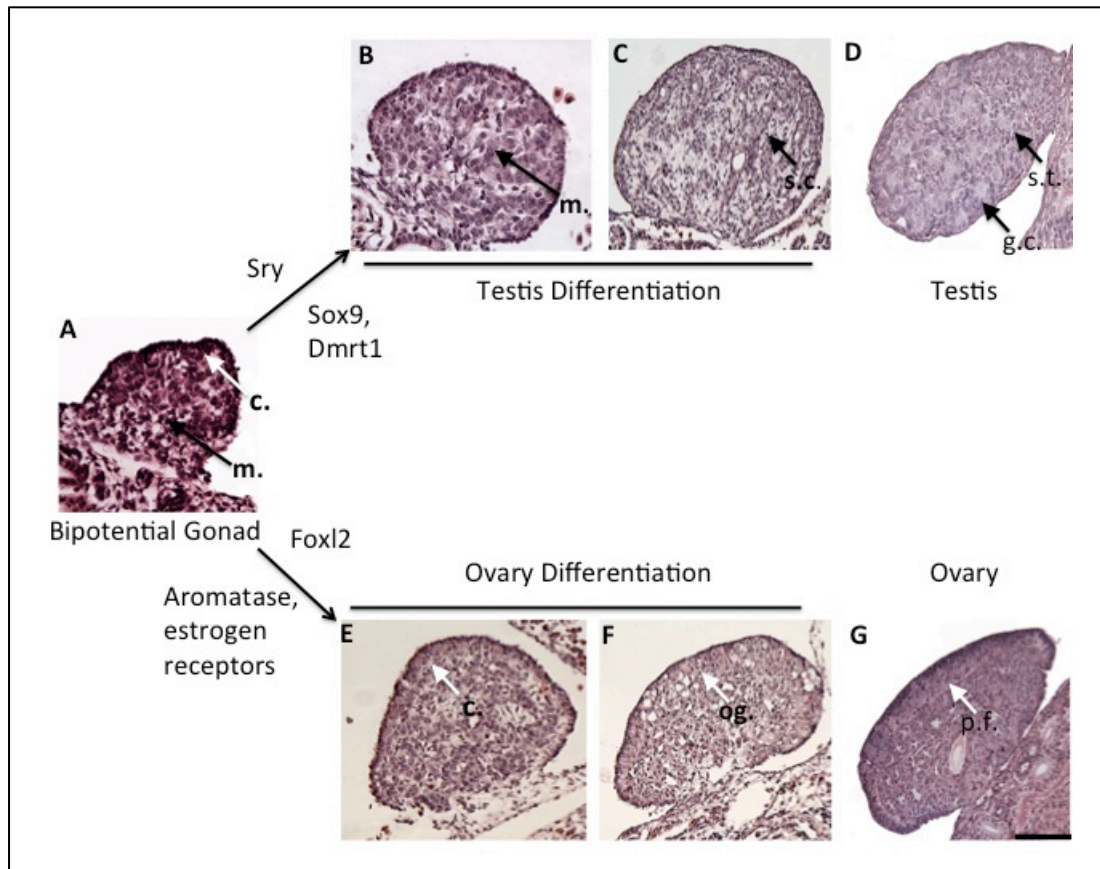 B
C
D
m.
s.c.
s.t.
g.c.
Sry
Testis Differentiation
Testis
Sox9,
Dmrt1
A
c.
m.
Bipotential Gonad
Foxl2
Ovary Differentiation
Ovary
Aromatase,
estrogen
receptors
E
F
G
c.
og.
p.f.